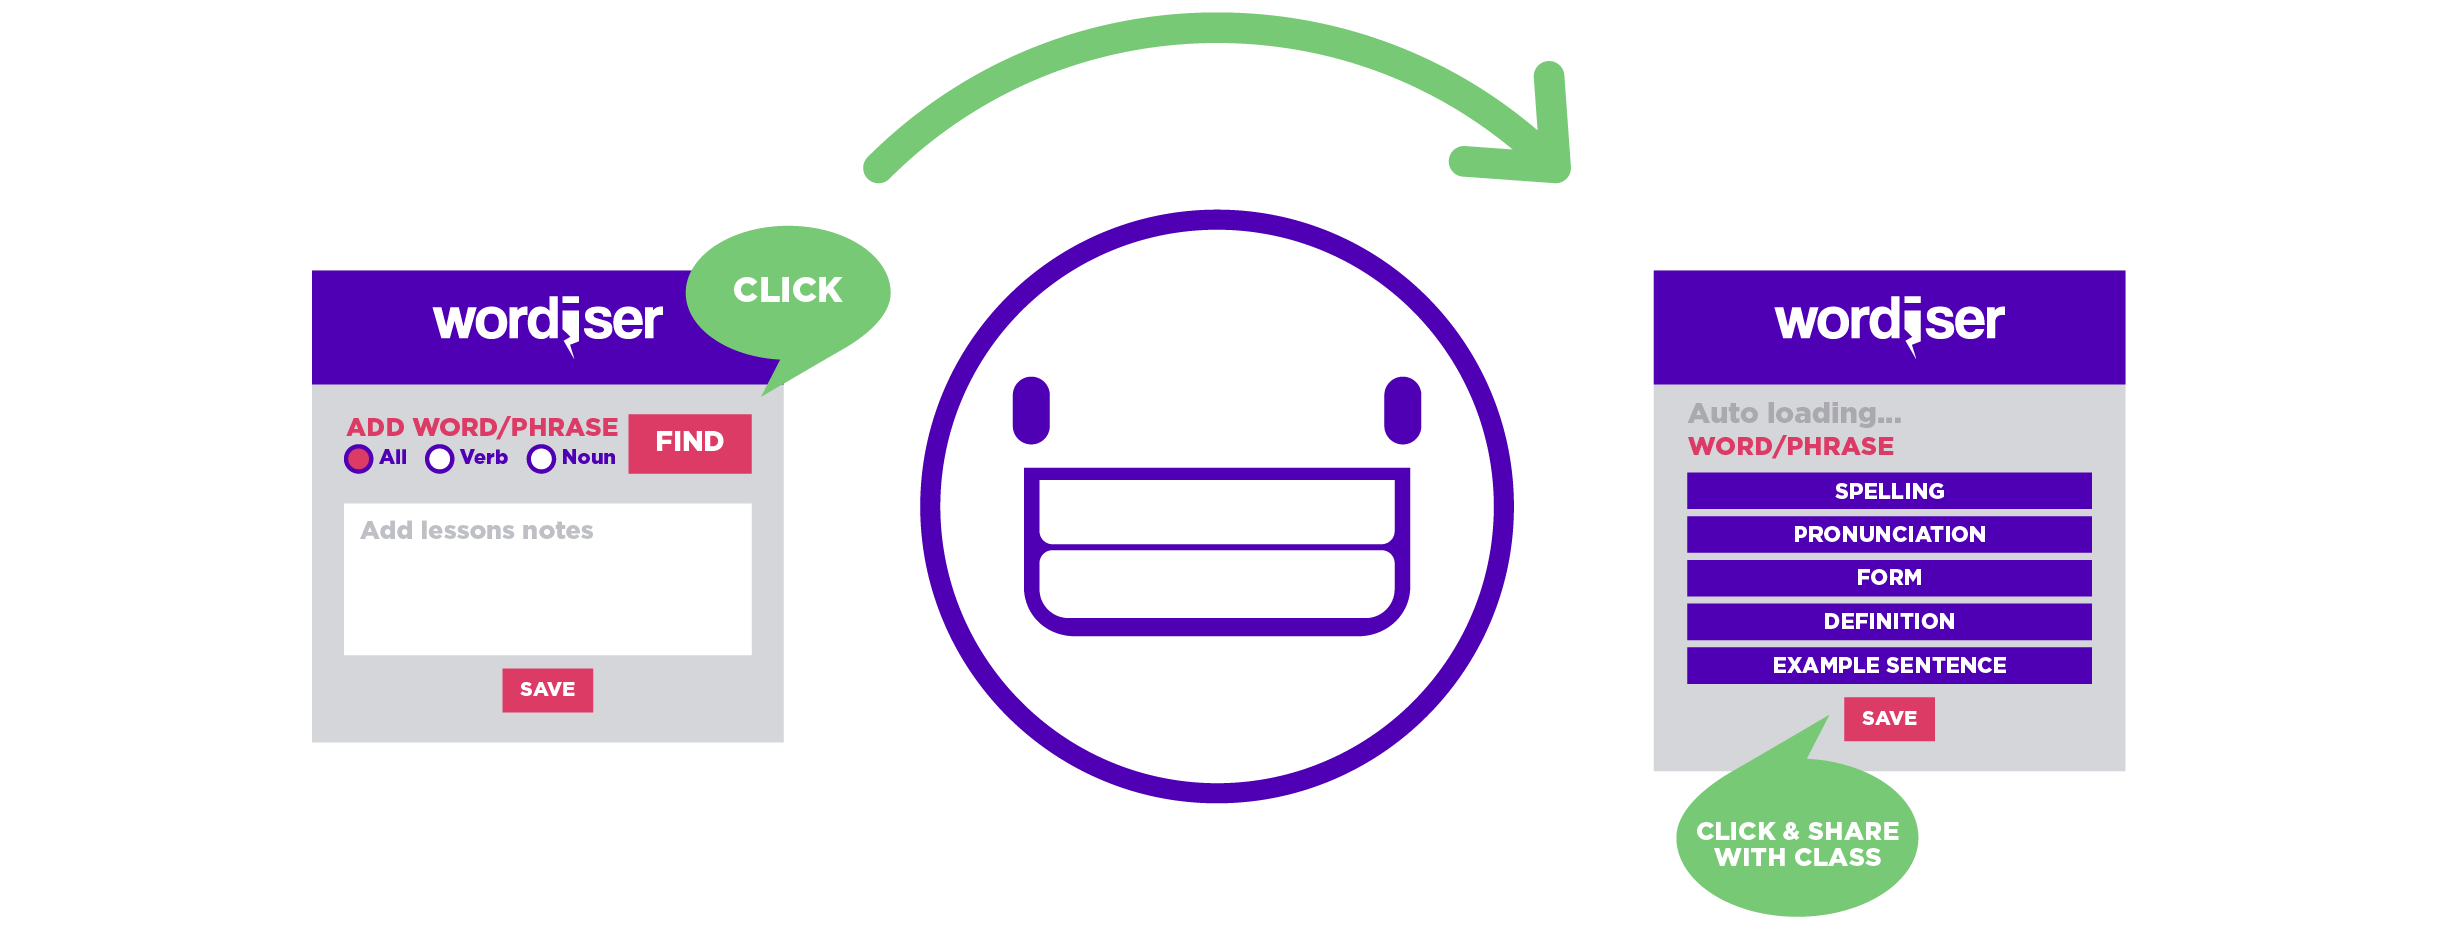 wordiser
CLICK
ADD WORD/PHRASE
FIND
All Verb Noun
Add lessons notes
SAVE
wordiser
Auto loading...
WORD/PHRASE
SPELLING
PRONUNCIATION
FORM
DEFINITION
EXAMPLE SENTENCE
SAVE
CLICK & SHARE
WITH CLASS